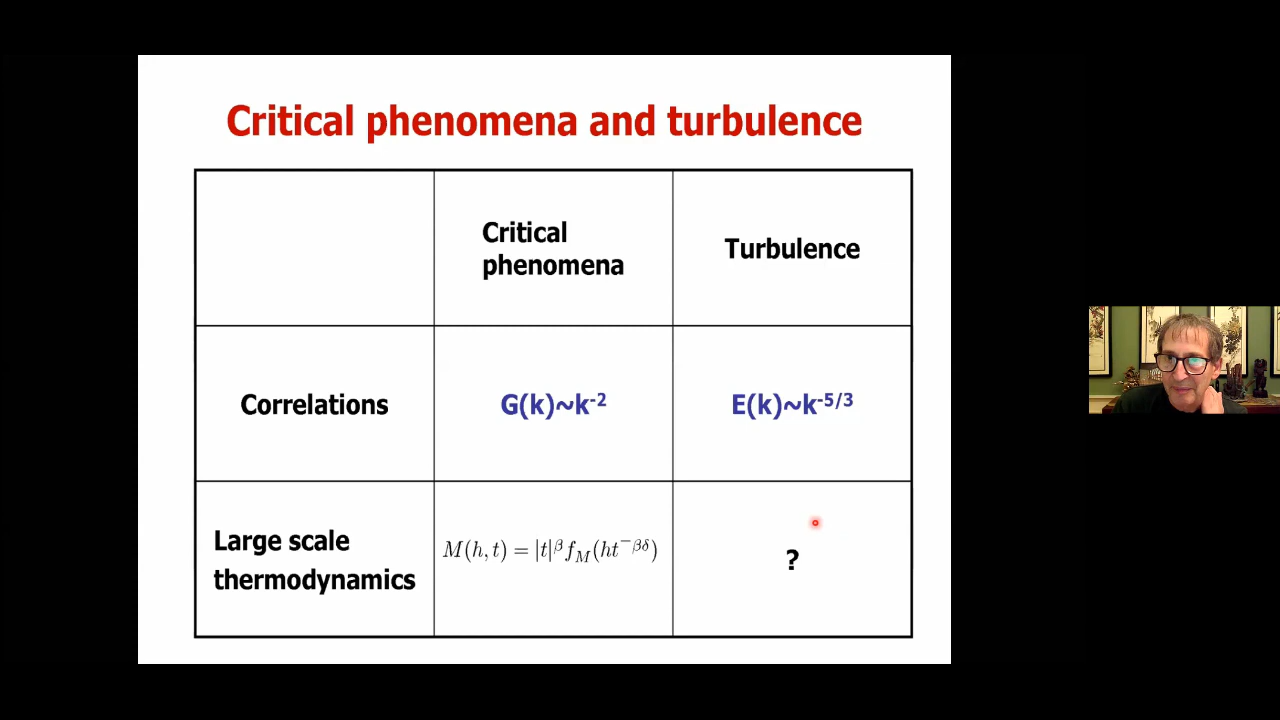 Critical phenomena and turbulence
Critical
phenomena
Turbulence
Correlations
G(k)~k⁻²
E(k)~k⁻⁵/³
Large scale
thermodynamics
M(h, t) = |t|^β f_M(ht^−βδ)
?